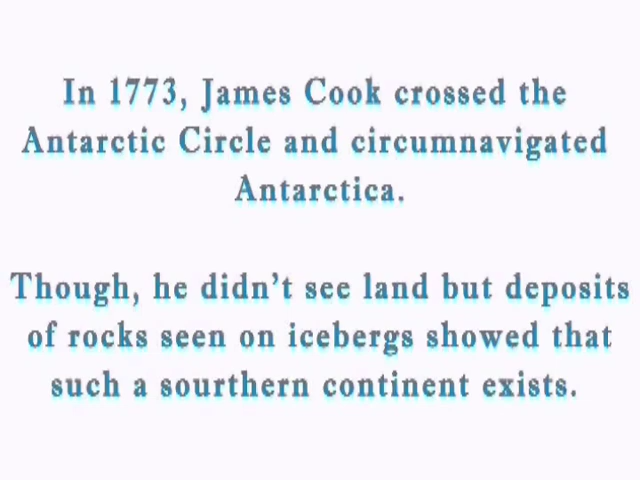 In 1773, James Cook crossed the
Antarctic Circle and circumnavigated
Antarctica.
Though, he didn't see land but deposits
of rocks seen on icebergs showed that
such a sourthern continent exists.